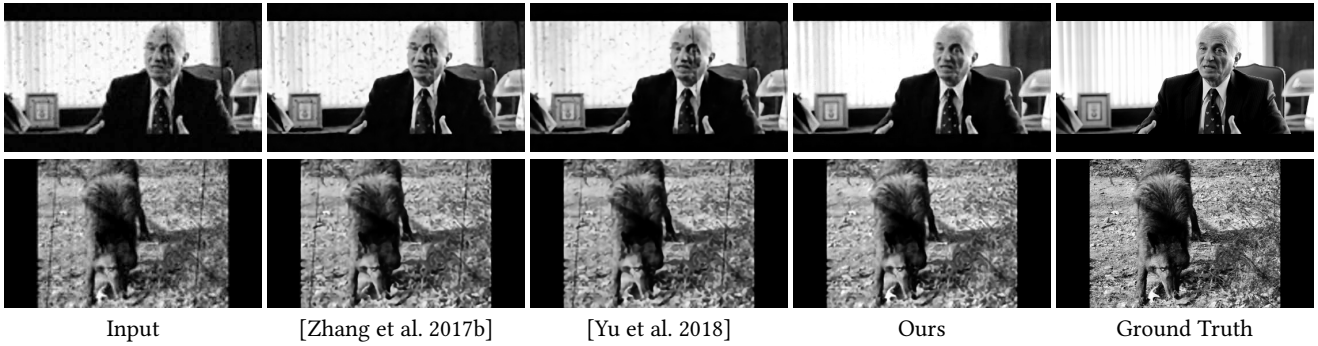 Input
[Zhang et al. 2017b]
[Yu et al. 2018]
Ours
Ground Truth